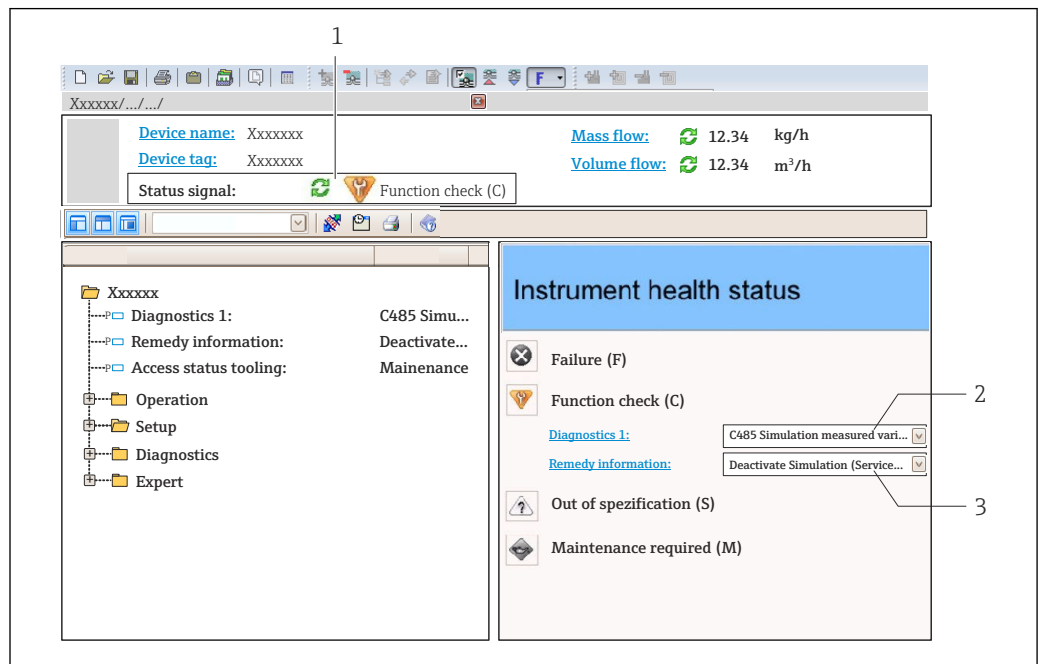 1
F
Xxxxxx/.../.../
Device name: Xxxxxxx
Mass flow: 12.34 kg/h
Device tag: Xxxxxxx
Volume flow: 12.34 m³/h
Status signal: Function check (C)
Xxxxxx
P Diagnostics 1: C485 Simu...
P Remedy information: Deactivate...
P Access status tooling: Mainenance
Operation
Setup
Diagnostics
Expert
Instrument health status
Failure (F)
Function check (C)
Diagnostics 1: C485 Simulation measured vari...
2
Remedy information: Deactivate Simulation (Service...
3
Out of spezification (S)
Maintenance required (M)